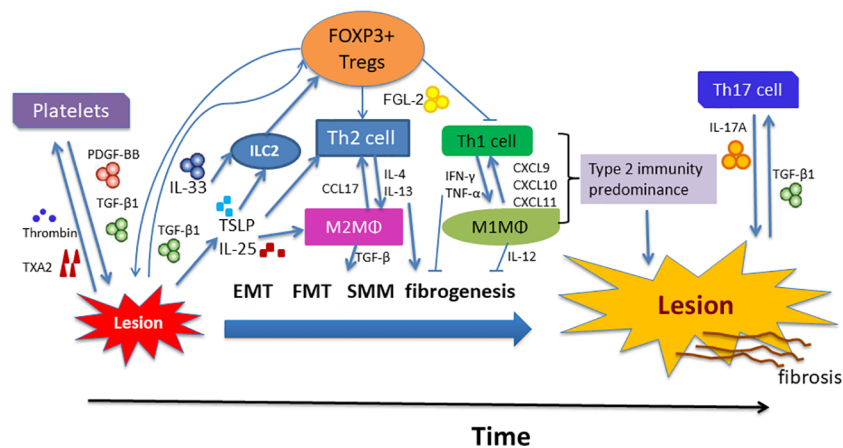 FOXP3+
Tregs
Platelets
PDGF-BB
TGF-β1
Thrombin
TXA2
Lesion
TGF-β1
IL-33
ILC2
TSLP
IL-25
FGL-2
Th2 cell
CCL17
IL-4
IL-13
M2MΦ
TGF-β
Th1 cell
IFN-γ
TNF-α
CXCL9
CXCL10
CXCL11
M1MΦ
IL-12
Type 2 immunity
predominance
Th17 cell
IL-17A
TGF-β1
EMT FMT SMM fibrogenesis
Lesion
fibrosis
Time